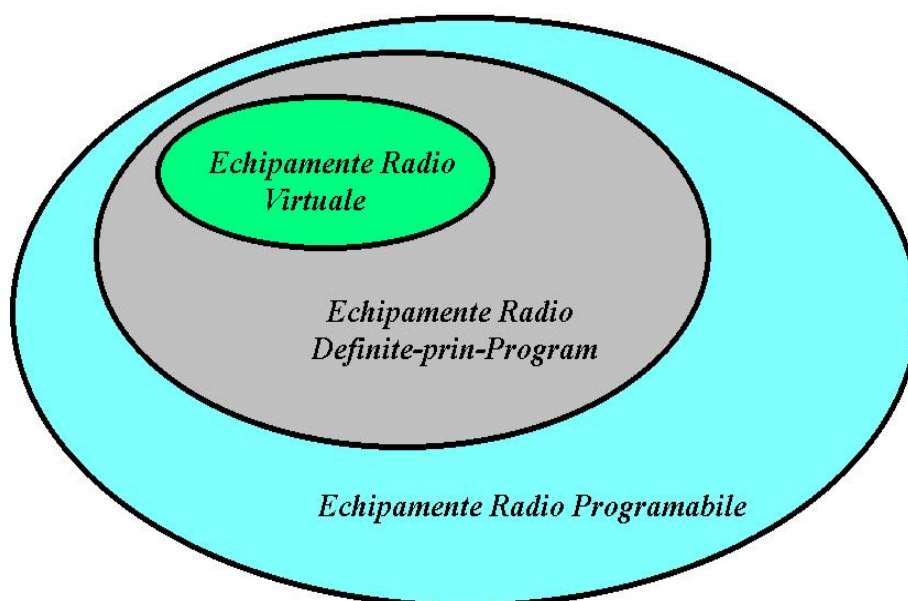 Echipamente Radio
Virtuale
Echipamente Radio
Definite-prin-Program
Echipamente Radio Programabile